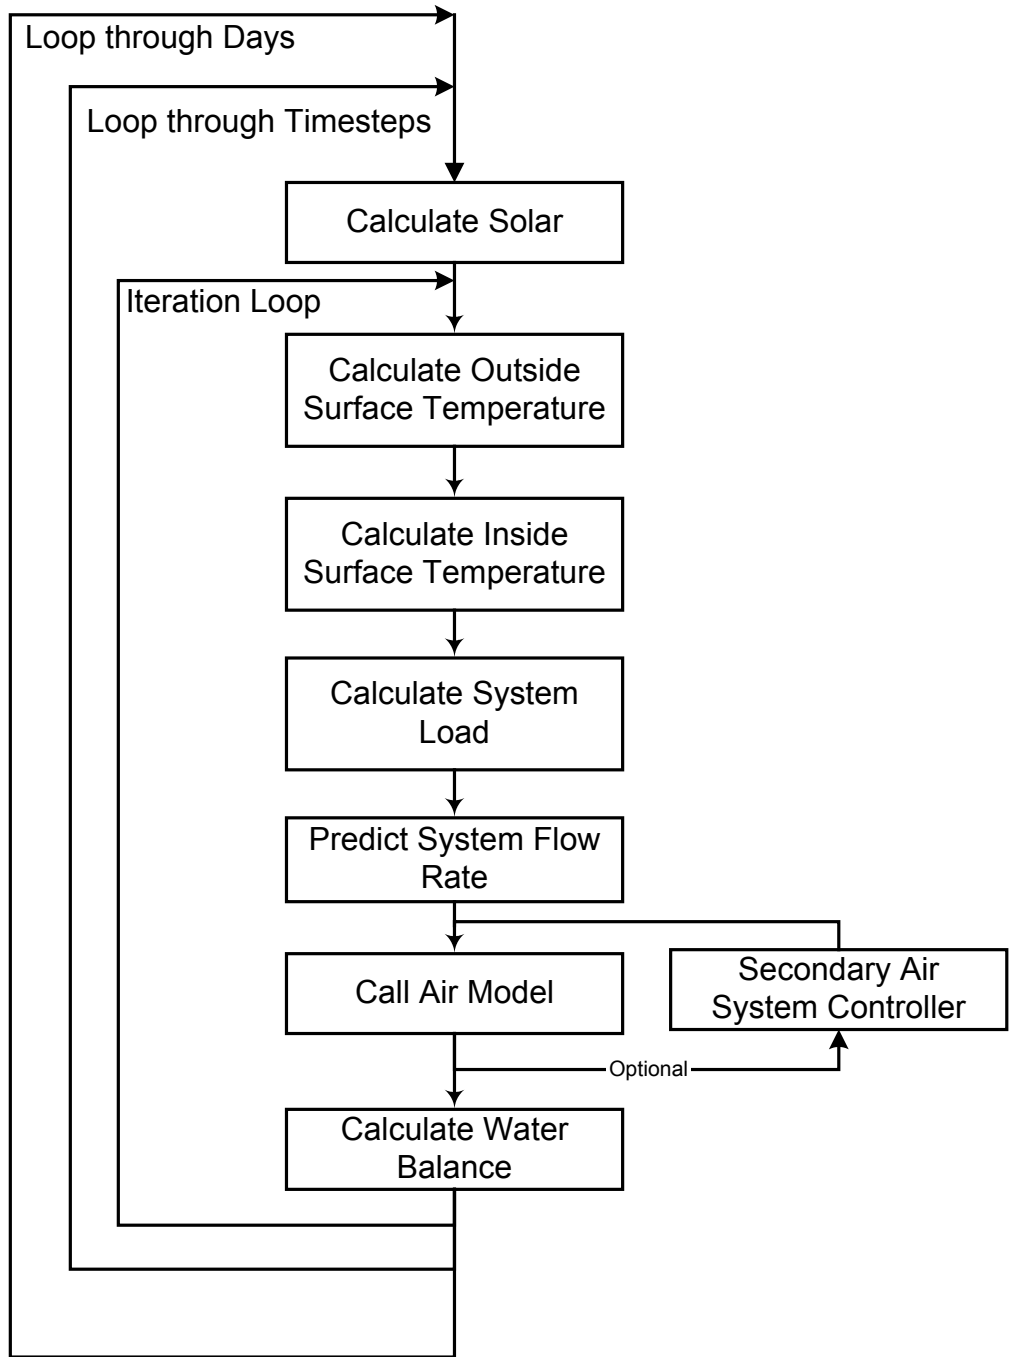 Loop through Days
Loop through Timesteps
Calculate Solar
Iteration Loop
Calculate Outside
Surface Temperature
Calculate Inside
Surface Temperature
Calculate System
Load
Predict System Flow
Rate
Call Air Model
Secondary Air
System Controller
Optional
Calculate Water
Balance